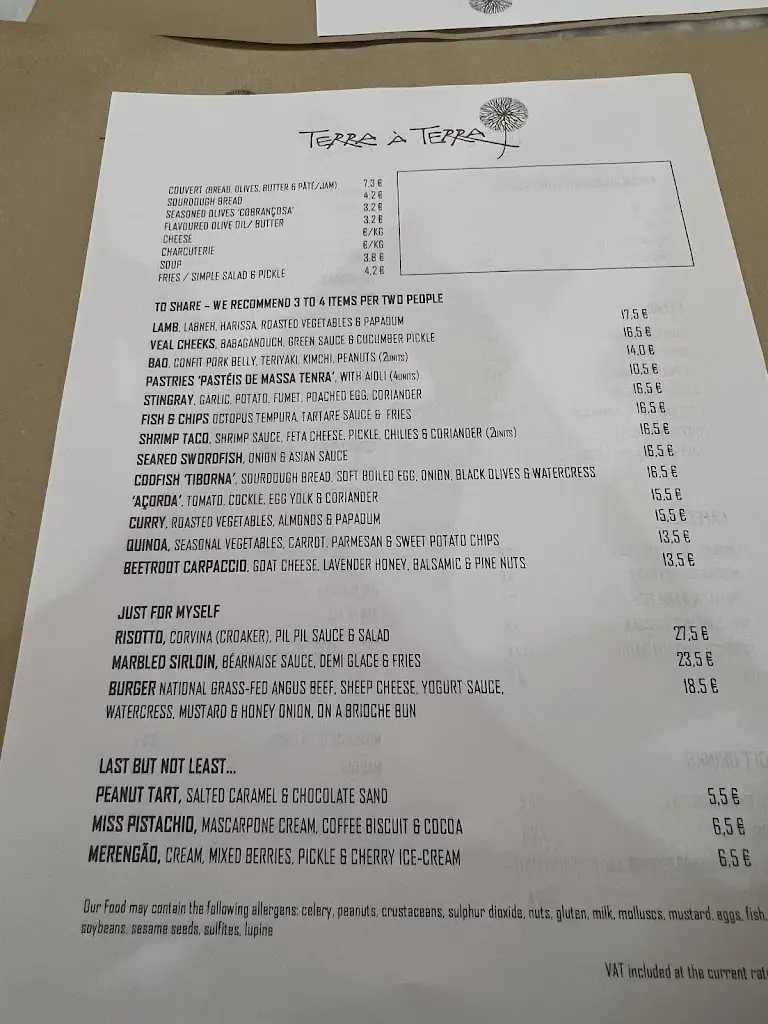 TERRA À TERRA
COUVERT (BREAD, OLIVES, BUTTER & PÂTÉ/JAM) 7,3 €
SOURDOUGH BREAD 4,2 €
SEASONED OLIVES 'COBRANÇOSA' 3,2 €
FLAVOURED OLIVE OIL/ BUTTER 3,2 €
CHEESE €/KG
CHARCUTERIE €/KG
SOUP 3,8 €
FRIES / SIMPLE SALAD & PICKLE 4,2 €
TO SHARE – WE RECOMMEND 3 TO 4 ITEMS PER TWO PEOPLE
LAMB, LABNEH, HARISSA, ROASTED VEGETABLES & PAPADUM 17,5 €
VEAL CHEEKS, BABAGANOUCH, GREEN SAUCE & CUCUMBER PICKLE 16,5 €
BAO, CONFIT PORK BELLY, TERIYAKI, KIMCHI, PEANUTS (2UNITS) 14,0 €
PASTRIES 'PASTÉIS DE MASSA TENRA', WITH AIOLI (4UNITS) 10,5 €
STINGRAY, GARLIC, POTATO, FUMET, POACHED EGG, CORIANDER 16,5 €
FISH & CHIPS OCTOPUS TEMPURA, TARTARE SAUCE & FRIES 16,5 €
SHRIMP TACO, SHRIMP SAUCE, FETA CHEESE, PICKLE, CHILIES & CORIANDER (2UNITS) 16,5 €
SEARED SWORDFISH, ONION & ASIAN SAUCE 16,5 €
CODFISH 'TIBORNA', SOURDOUGH BREAD, SOFT BOILED EGG, ONION, BLACK OLIVES & WATERCRESS 16,5 €
'AÇORDA', TOMATO, COCKLE, EGG YOLK & CORIANDER 15,5 €
CURRY, ROASTED VEGETABLES, ALMONDS & PAPADUM 15,5 €
QUINOA, SEASONAL VEGETABLES, CARROT, PARMESAN & SWEET POTATO CHIPS 13,5 €
BEETROOT CARPACCIO, GOAT CHEESE, LAVENDER HONEY, BALSAMIC & PINE NUTS 13,5 €
JUST FOR MYSELF
RISOTTO, CORVINA (CROAKER), PIL PIL SAUCE & SALAD 27,5 €
MARBLED SIRLOIN, BÉARNAISE SAUCE, DEMI GLACE & FRIES 23,5 €
BURGER NATIONAL GRASS-FED ANGUS BEEF, SHEEP CHEESE, YOGURT SAUCE, 18,5 €
WATERCRESS, MUSTARD & HONEY ONION, ON A BRIOCHE BUN
LAST BUT NOT LEAST...
PEANUT TART, SALTED CARAMEL & CHOCOLATE SAND 5,5 €
MISS PISTACHIO, MASCARPONE CREAM, COFFEE BISCUIT & COCOA 6,5 €
MERENGÃO, CREAM, MIXED BERRIES, PICKLE & CHERRY ICE-CREAM 6,5 €
Our Food may contain the following allergens: celery, peanuts, crustaceans, sulphur dioxide, nuts, gluten, milk, molluscs, mustard, eggs, fish,
soybeans, sesame seeds, sulfites, lupine
VAT included at the current rat